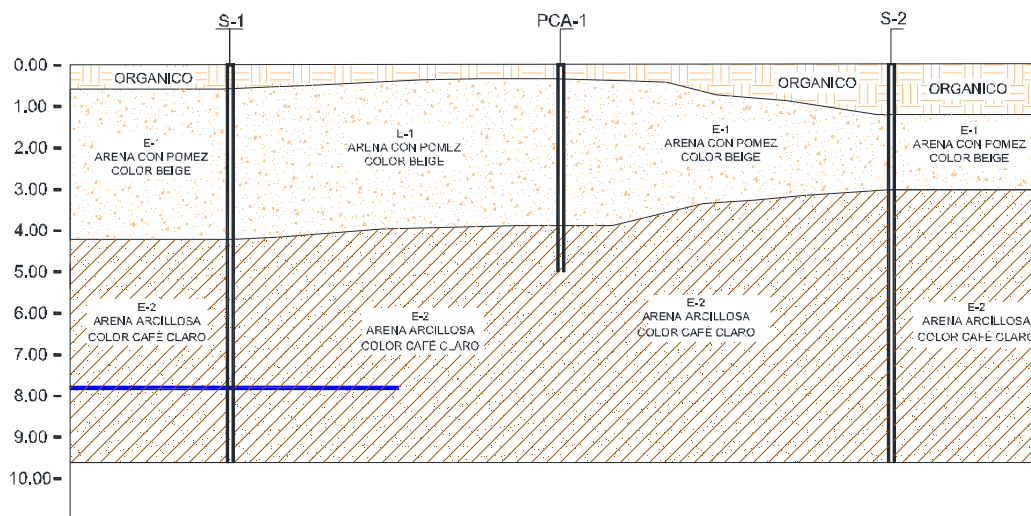 S-1
PCA-1
S-2
0.00
1.00
2.00
3.00
4.00
5.00
6.00
7.00
8.00
9.00
10.00
ORGANICO
ORGANICO
ORGANICO
E-1
ARENA CON POMEZ
COLOR BEIGE
E-1
ARENA CON POMEZ
COLOR BEIGE
E-1
ARENA CON POMEZ
COLOR BEIGE
E-1
ARENA CON POMEZ
COLOR BEIGE
E-2
ARENA ARCILLOSA
COLOR CAFÉ CLARO
E-2
ARENA ARCILLOSA
COLOR CAFÉ CLARO
E-2
ARENA ARCILLOSA
COLOR CAFÉ CLARO
E-2
ARENA ARCILLOSA
COLOR CAFÉ CLARO